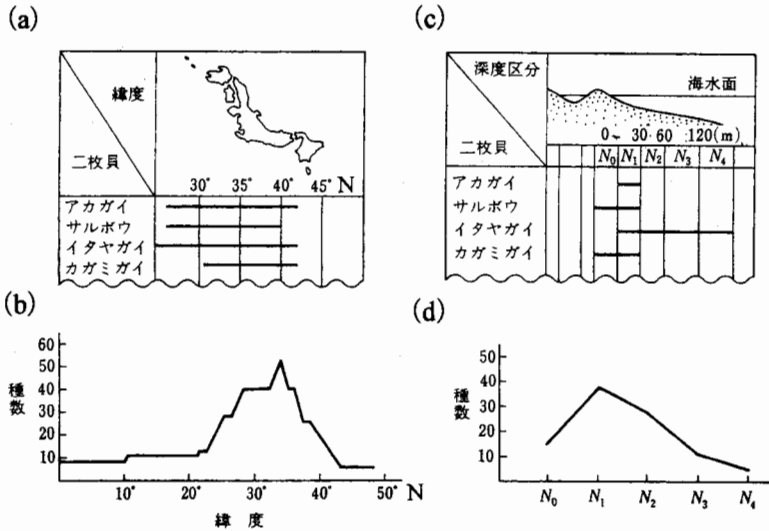 (a)
緯度
二枚貝
30° 35° 40° 45° N
アカガイ
サルボウ
イタヤガイ
カガミガイ
(b)
種数
60
50
40
30
20
10
10° 20° 30° 40° 50° N
緯度
(c)
深度区分
海水面
二枚貝
0~ 30· 60 120(m)
N₀ N₁ N₂ N₃ N₄
アカガイ
サルボウ
イタヤガイ
カガミガイ
(d)
種数
50
40
30
20
10
N₀ N₁ N₂ N₃ N₄